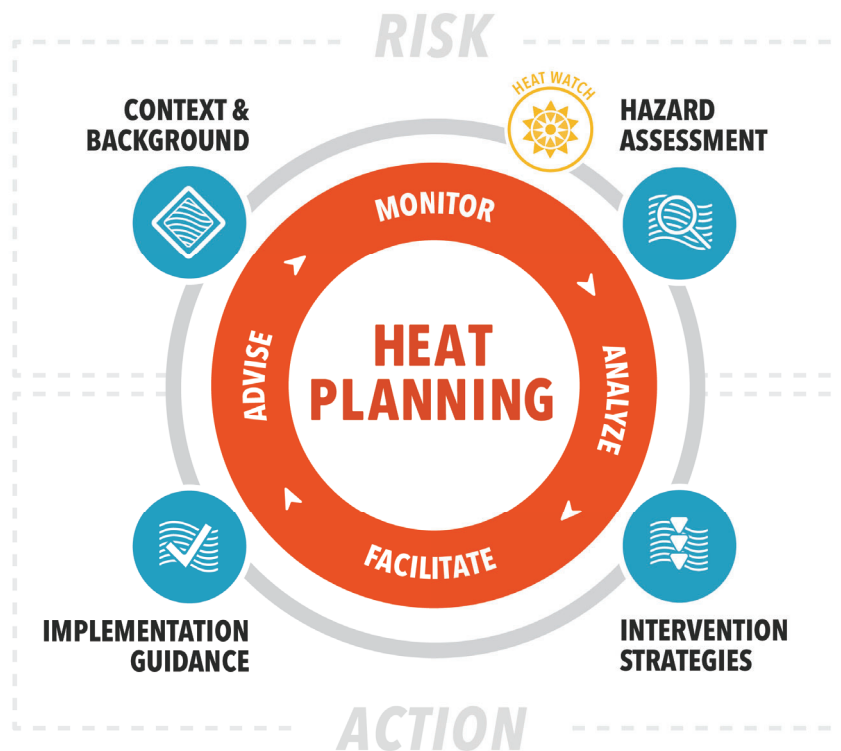 RISK
HEAT WATCH
CONTEXT &
BACKGROUND
HAZARD
ASSESSMENT
MONITOR
ADVISE
HEAT
PLANNING
ANALYZE
FACILITATE
IMPLEMENTATION
GUIDANCE
INTERVENTION
STRATEGIES
ACTION